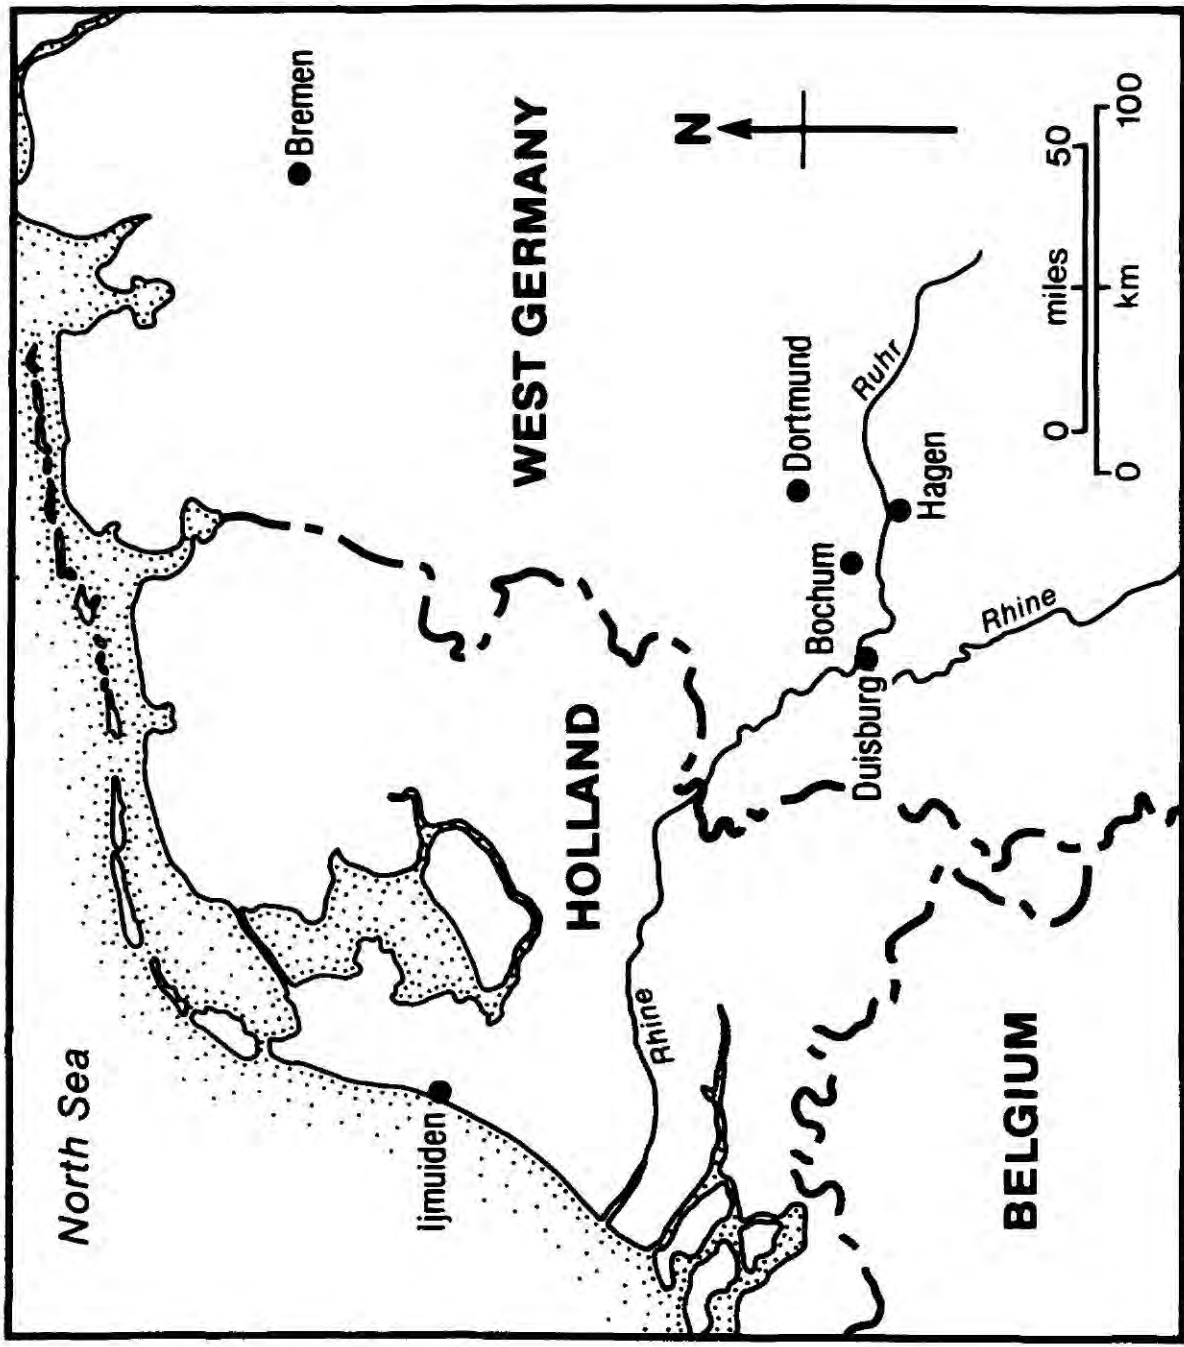 North Sea
Bremen
Ijmuiden
HOLLAND
WEST GERMANY
N
Rhine
Dortmund
Bochum
Ruhr
Duisburg
Hagen
Rhine
BELGIUM
0 miles 50
0 km 100